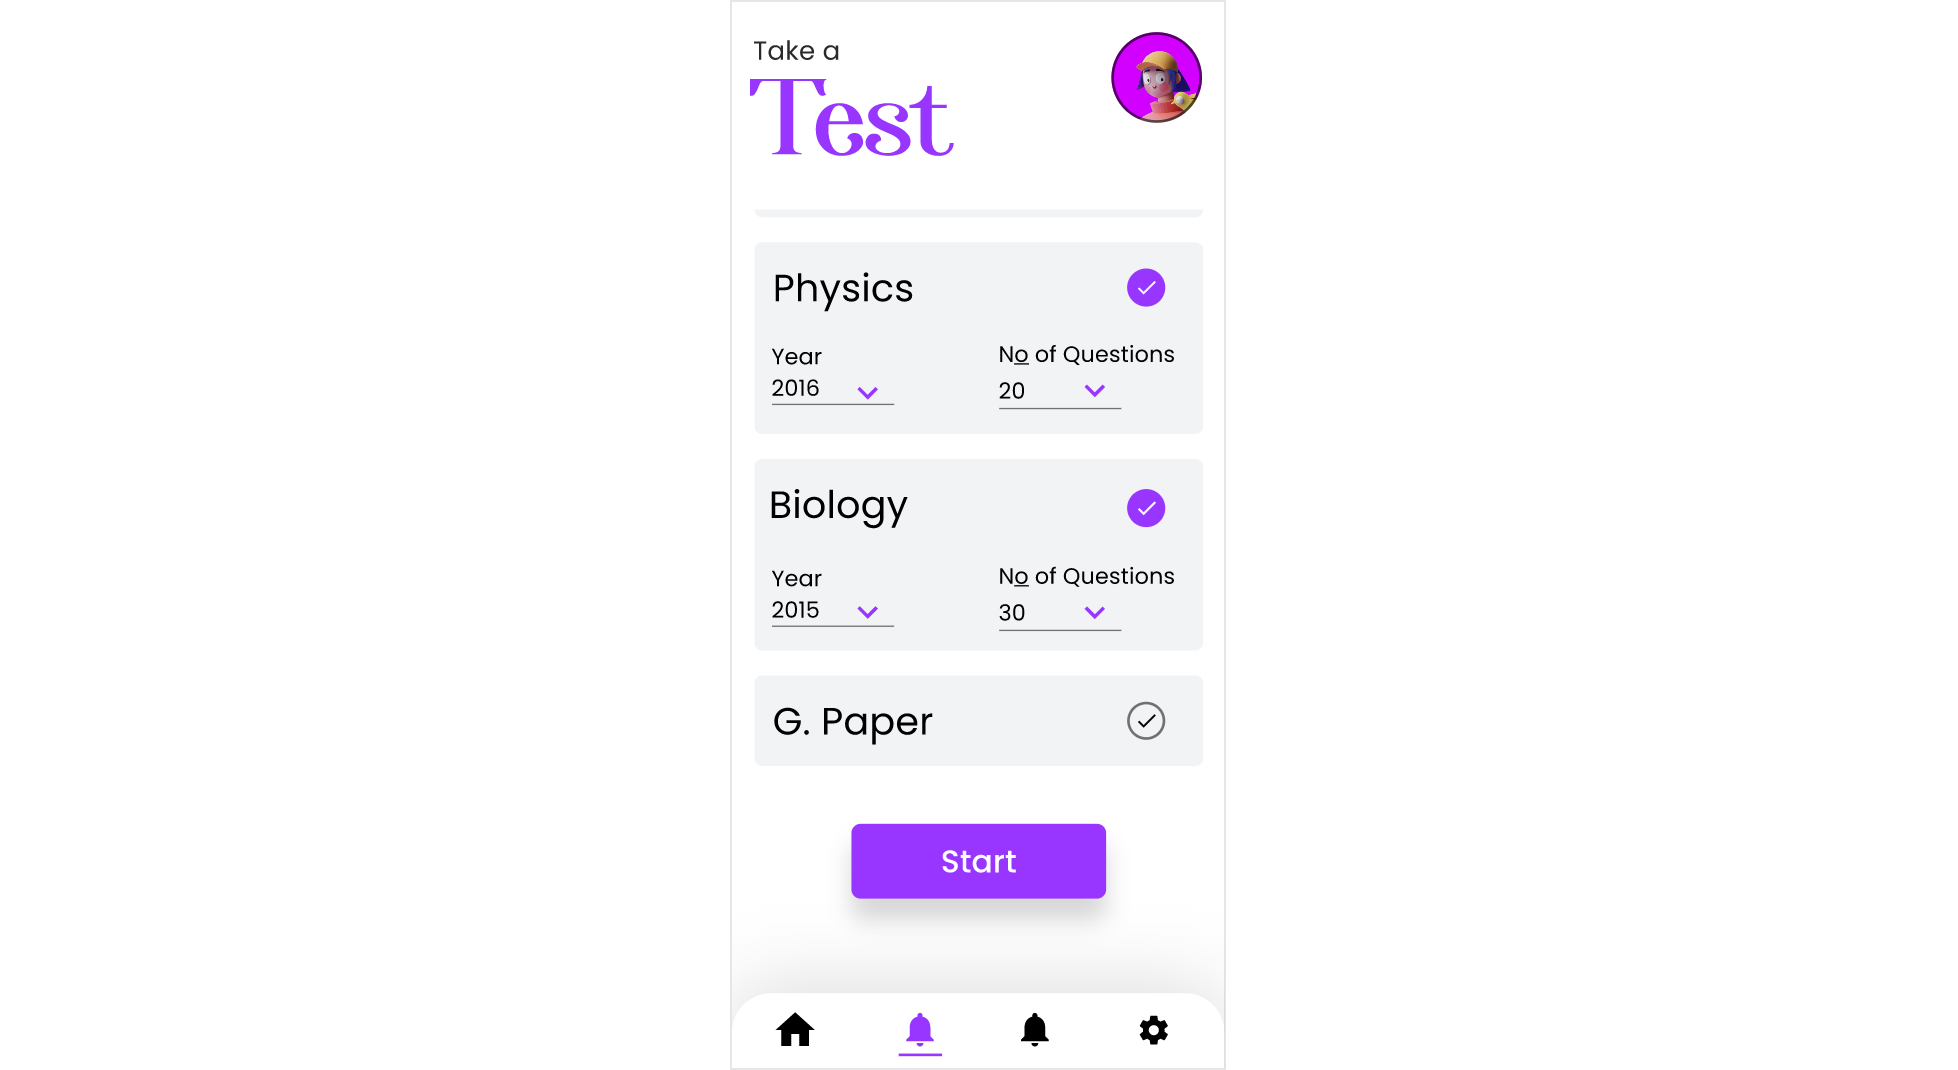 Take a
Test
Physics
Year No of Questions
2016 20
Biology
Year No of Questions
2015 30
G. Paper
Start